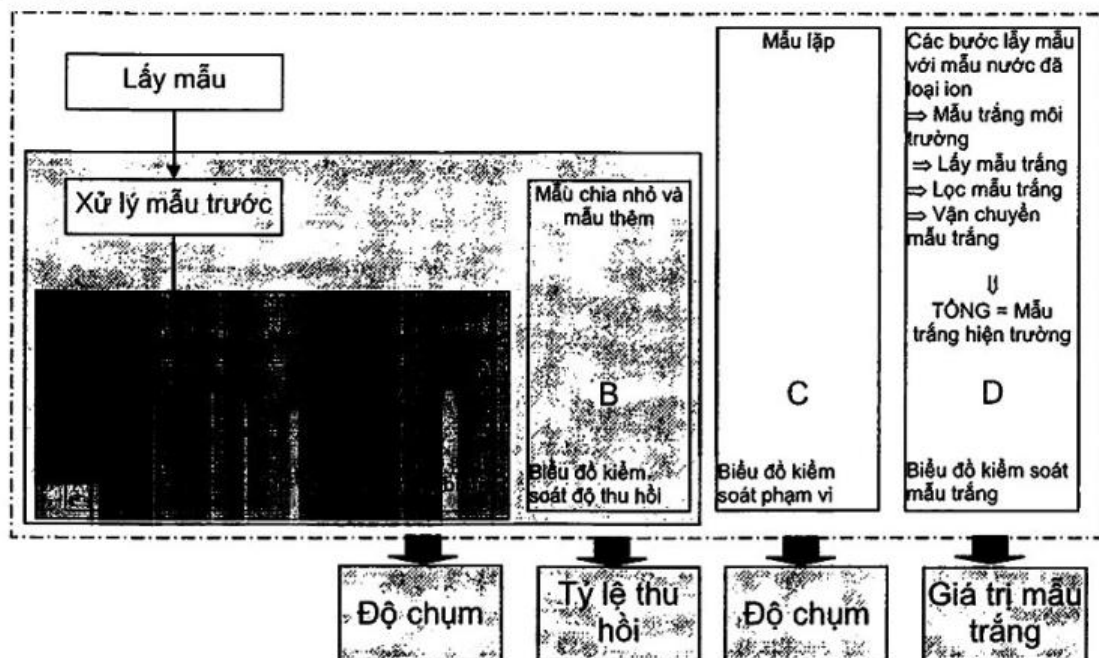 Lấy mẫu
Xử lý mẫu trước
Mẫu chia nhỏ và
mẫu thêm
B
Biểu đồ kiểm
soát độ thu hồi
Mẫu lặp
C
Biểu đồ kiểm
soát phạm vi
Các bước lấy mẫu
với mẫu nước đã
loại ion
⇒ Mẫu trắng môi
trường
⇒ Lấy mẫu trắng
⇒ Lọc mẫu trắng
⇒ Vận chuyển
mẫu trắng
⇓
TỔNG = Mẫu
trắng hiện trường
D
Biểu đồ kiểm soát
mẫu trắng
Độ chụm
Tỷ lệ thu
hồi
Độ chụm
Giá trị mẫu
trắng